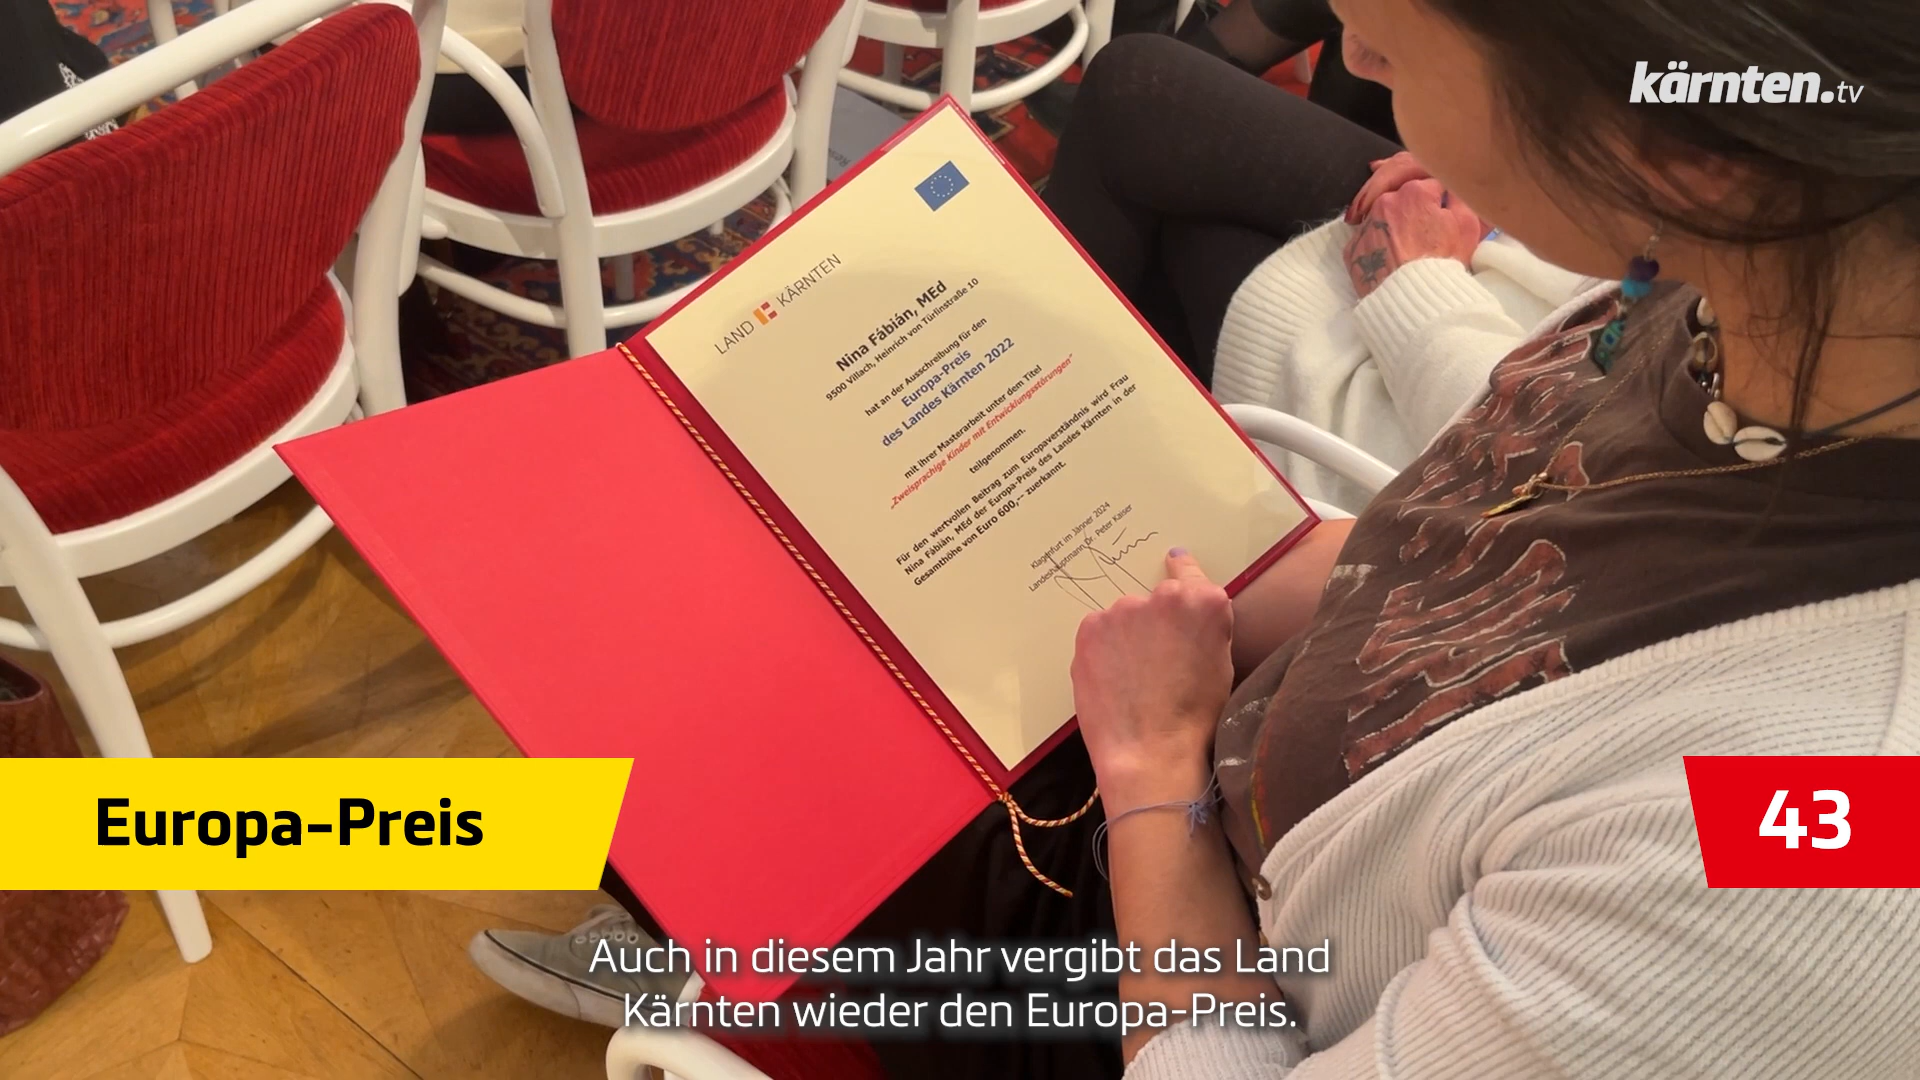 kärnten.tv
LAND KÄRNTEN
Nina Fábián, MEd
9500 Villach, Heinrich von Türlinstraße 10
hat an der Ausschreibung für den
Europa-Preis
des Landes Kärnten 2022
mit ihrer Masterarbeit unter dem Titel
„Zweisprachige Kinder mit Entwicklungsstörungen"
teilgenommen.
Für den wertvollen Beitrag zum Europaverständnis wird Frau
Nina Fábián, MEd der Europa-Preis des Landes Kärnten in der
Gesamthöhe von Euro 600,-- zuerkannt.
Klagenfurt im Jänner 2024
Landeshauptmann Dr. Peter Kaiser
Europa-Preis
43
Auch in diesem Jahr vergibt das Land
Kärnten wieder den Europa-Preis.